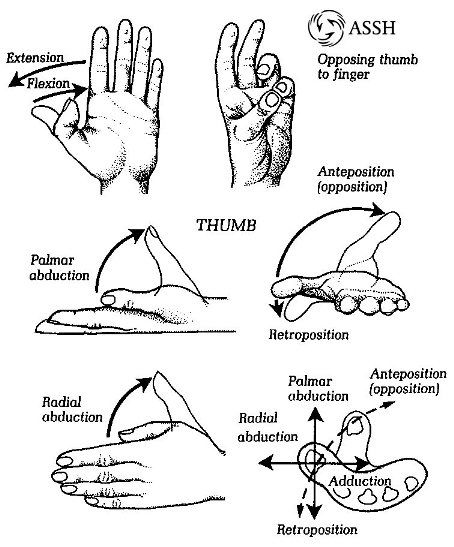 ASSH
Extension
Flexion
Opposing thumb
to finger
THUMB
Palmar
abduction
Anteposition
(opposition)
Retroposition
Radial
abduction
Palmar
abduction
Anteposition
(opposition)
Radial
abduction
Adduction
Retroposition